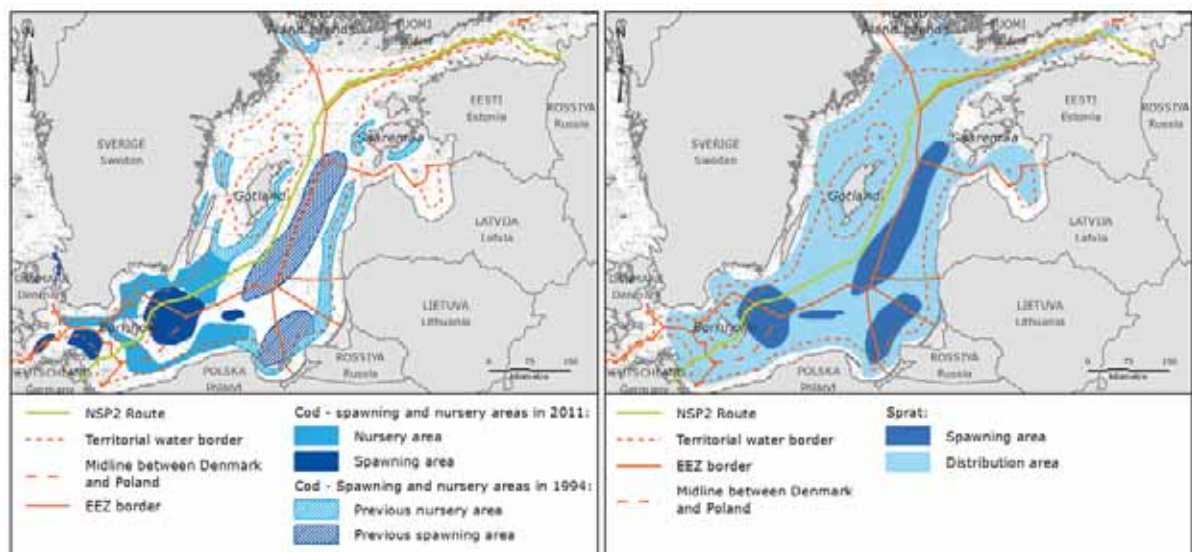 Åland Islands
SUOMI
N
EESTI
Estonia
ROSSIYA
Russia
Saaremaa
SVERIGE
Sweden
Gotland
LATVIJA
Latvia
Denmark
LIETUVA
Lithuania
Bornholm
ROSSIYA
Russia
POLSKA
Poland
DEUTSCHLAND
Germany
0 75 150
kilometre
NSP2 Route
Territorial water border
Midline between Denmark
and Poland
EEZ border
Cod - spawning and nursery areas in 2011:
Nursery area
Spawning area
Cod - Spawning and nursery areas in 1994:
Previous nursery area
Previous spawning area
Åland Islands
SUOMI
N
EESTI
Estonia
ROSSIYA
Russia
Saaremaa
SVERIGE
Sweden
Gotland
LATVIJA
Latvia
Denmark
LIETUVA
Lithuania
Bornholm
ROSSIYA
Russia
POLSKA
Poland
DEUTSCHLAND
Germany
0 75 150
kilometre
NSP2 Route
Territorial water border
EEZ border
Midline between Denmark
and Poland
Sprat:
Spawning area
Distribution area